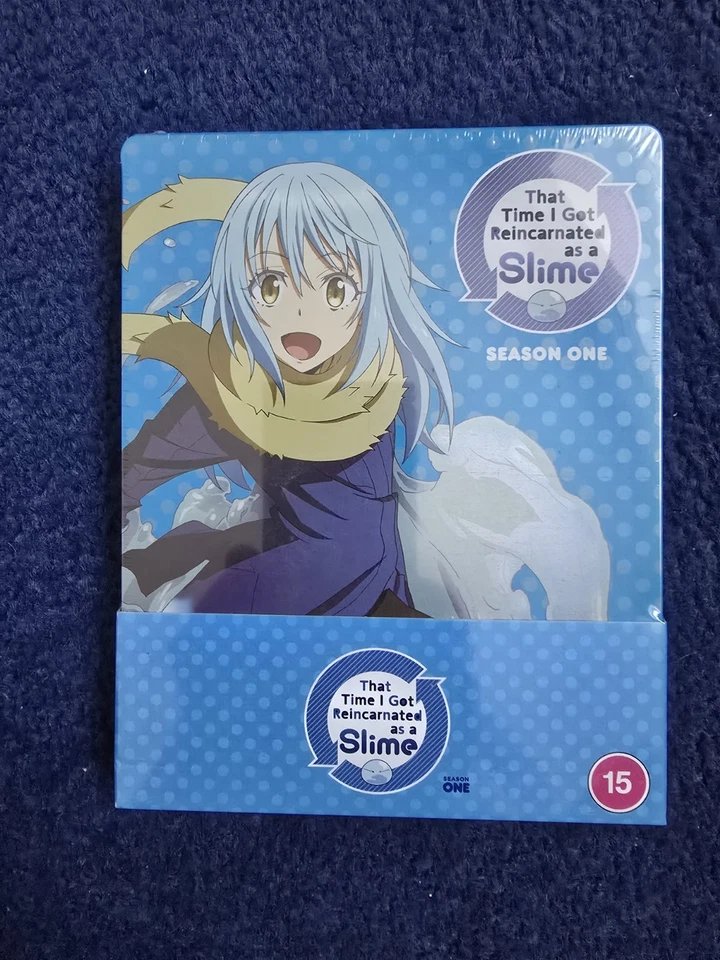 That
Time I Got
Reincarnated
as a
Slime
SEASON ONE
That
Time I Got
Reincarnated
as a
Slime
SEASON
ONE
15